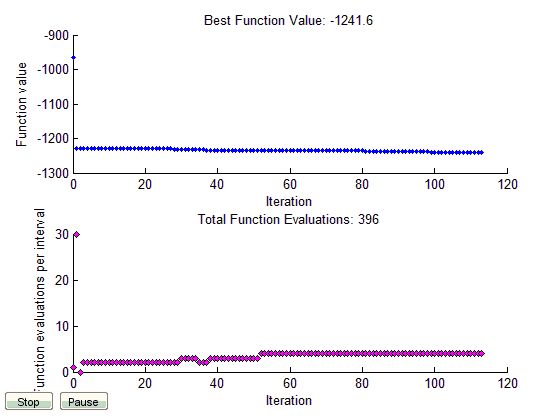 Best Function Value: -1241.6
-900
-1000
-1100
-1200
-1300
Function value
0 20 40 60 80 100 120
Iteration
Total Function Evaluations: 396
30
20
10
0
Function evaluations per interval
0 20 40 60 80 100 120
Iteration
Stop Pause